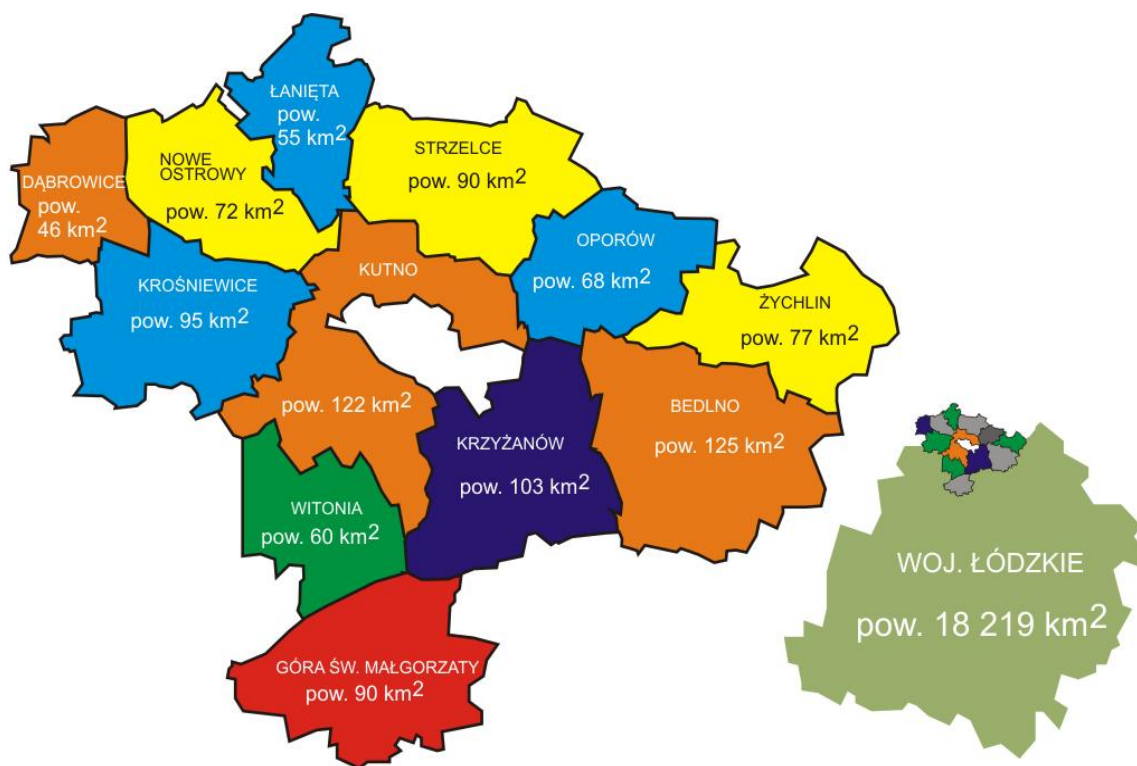 ŁANIĘTA
pow.
55 km²
STRZELCE
pow. 90 km²
NOWE
OSTROWY
pow. 72 km²
DĄBROWICE
pow.
46 km²
OPORÓW
pow. 68 km²
KUTNO
KROŚNIEWICE
pow. 95 km²
ŻYCHLIN
pow. 77 km²
pow. 122 km²
BEDLNO
pow. 125 km²
KRZYŻANÓW
pow. 103 km²
WITONIA
pow. 60 km²
WOJ. ŁÓDZKIE
pow. 18 219 km²
GÓRA ŚW. MAŁGORZATY
pow. 90 km²